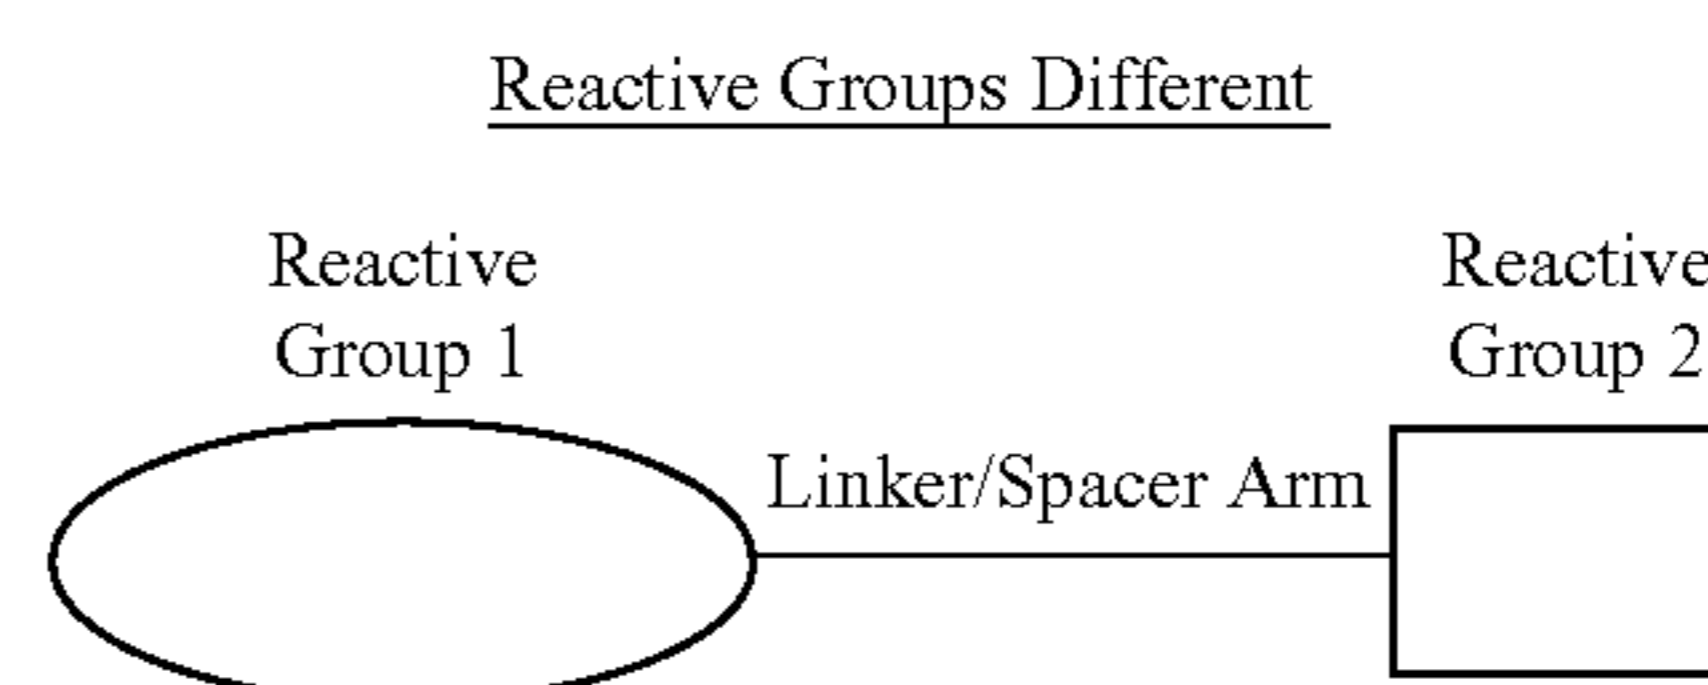 Reactive Groups Different
Reactive
Group 1
Reactive
Group 2
Linker/Spacer Arm